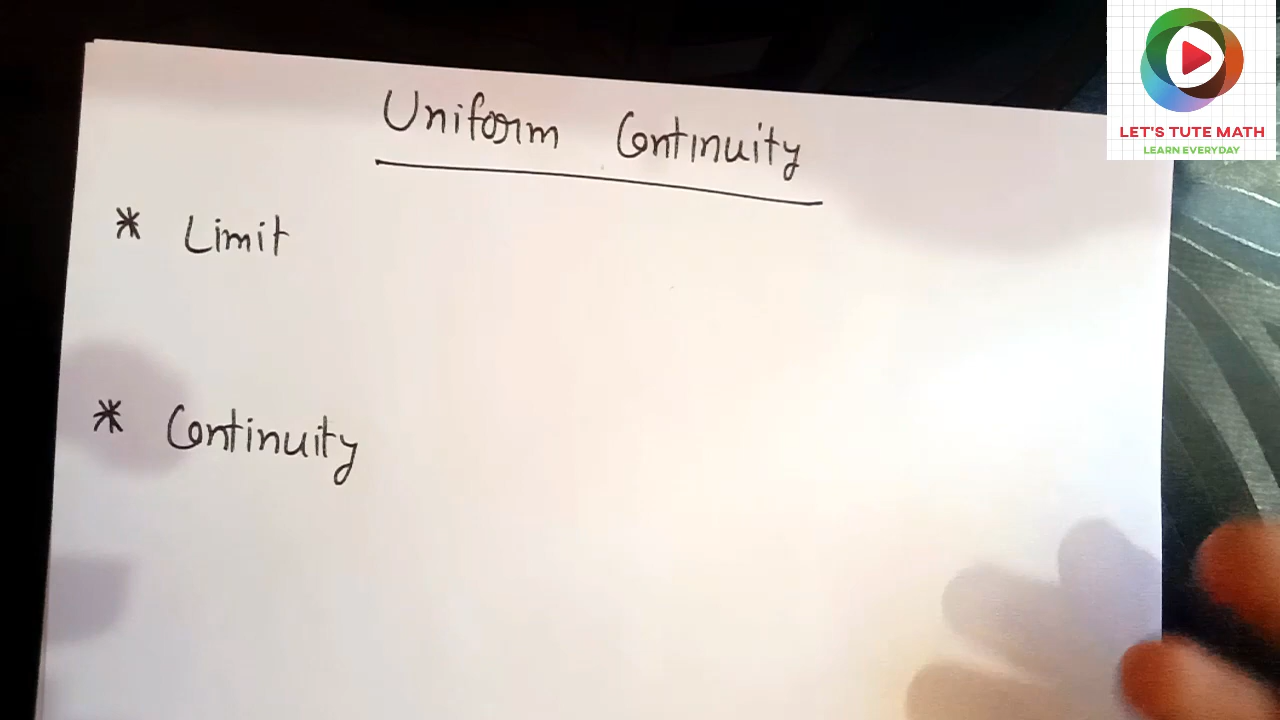 Uniform Continuity
* Limit
* Continuity
LET'S TUTE MATH
LEARN EVERYDAY